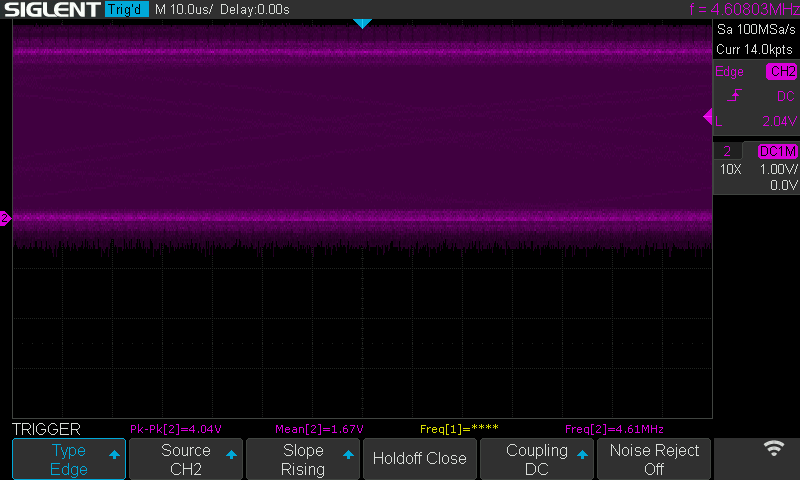 SIGLENT Trig'd M 10.0us/ Delay:0.00s f = 4.60803MHz
Sa 100MSa/s
Curr 14.0kpts
Edge CH2
DC
L 2.04V
2 DC1M
10X 1.00V/
0.0V
2
TRIGGER Pk-Pk[2]=4.04V Mean[2]=1.67V Freq[1]=**** Freq[2]=4.61MHz
Type Source Slope Holdoff Close Coupling Noise Reject
Edge CH2 Rising DC Off